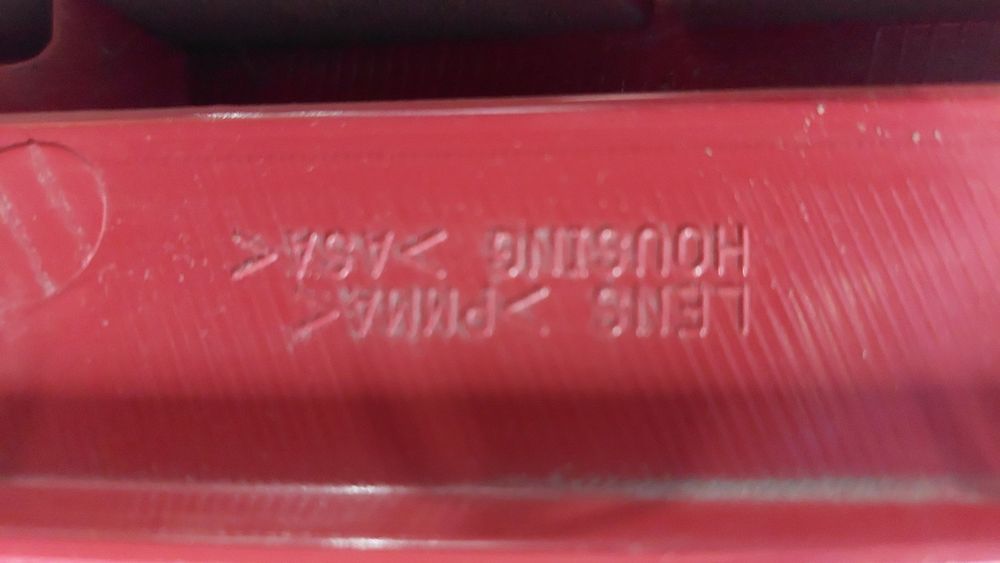 LENS >PMMA<
HOUSING >ASA<